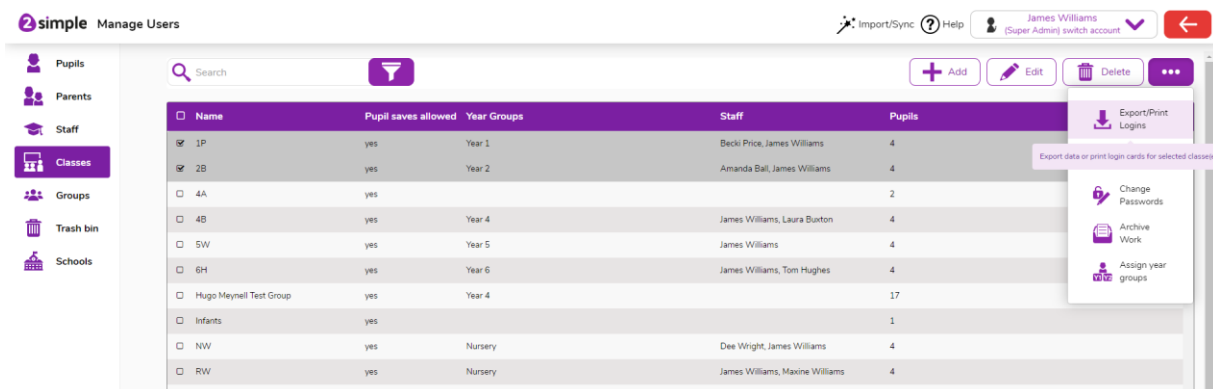 2simple Manage Users
Import/Sync ? Help
James Williams
(Super Admin) switch account
Pupils
Parents
Staff
Classes
Groups
Trash bin
Schools
Search
Add Edit Delete
Name Pupil saves allowed Year Groups Staff Pupils
1P yes Year 1 Becki Price, James Williams 4
2B yes Year 2 Amanda Ball, James Williams 4
4A yes 2
4B yes Year 4 James Williams, Laura Buxton 4
5W yes Year 5 James Williams 4
6H yes Year 6 James Williams, Tom Hughes 4
Hugo Meynell Test Group yes Year 4 17
Infants yes 1
NW yes Nursery Dee Wright, James Williams 4
RW yes Nursery James Williams, Maxine Williams 4
Export/Print
Logins
Export data or print login cards for selected classe(
Change
Passwords
Archive
Work
Assign year
groups